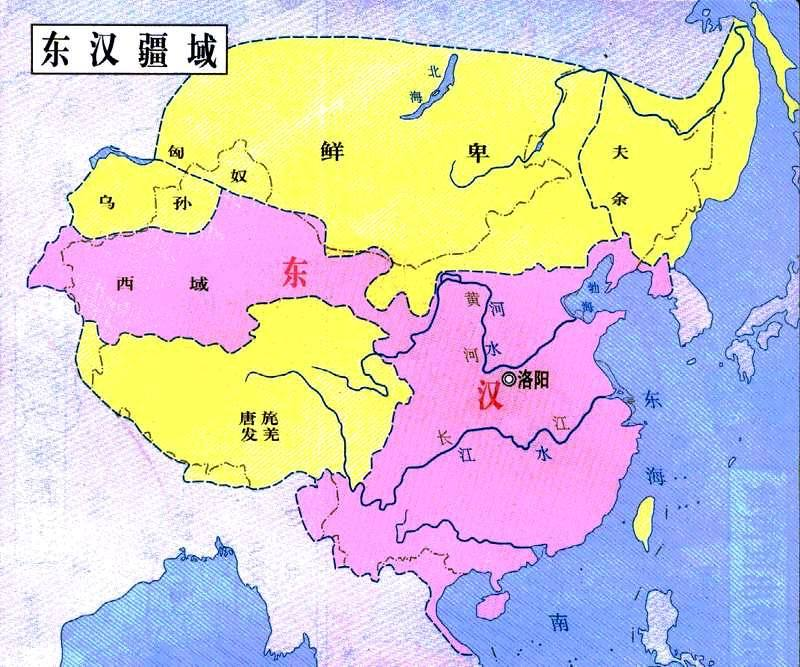 东汉疆域
北海
鲜卑
匈奴
夫余
乌孙
西域
东
渤海
黄河
河水
洛阳
汉
东海
唐旄
发羌
长江
江水
南